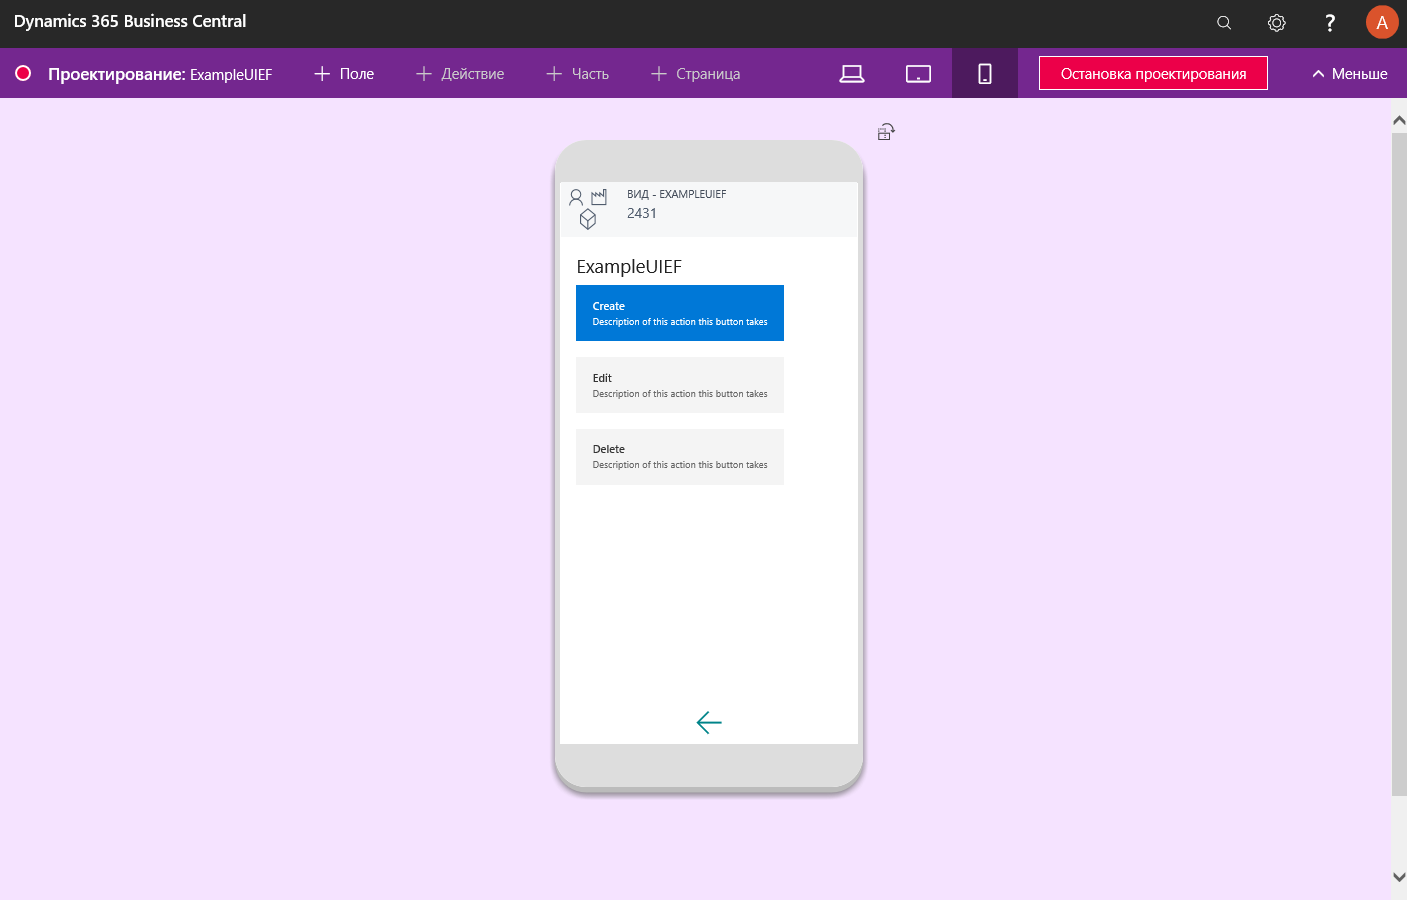 Dynamics 365 Business Central
?
A
Проектирование: ExampleUIEF
Поле
Действие
Часть
Страница
Остановка проектирования
Меньше
ВИД - EXAMPLEUIEF
2431
ExampleUIEF
Create
Description of this action this button takes
Edit
Description of this action this button takes
Delete
Description of this action this button takes